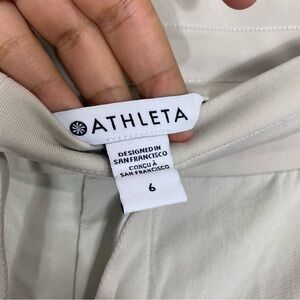 ATHLETA
DESIGNED IN
SAN FRANCISCO
CONÇU À
SAN FRANCISCO
6